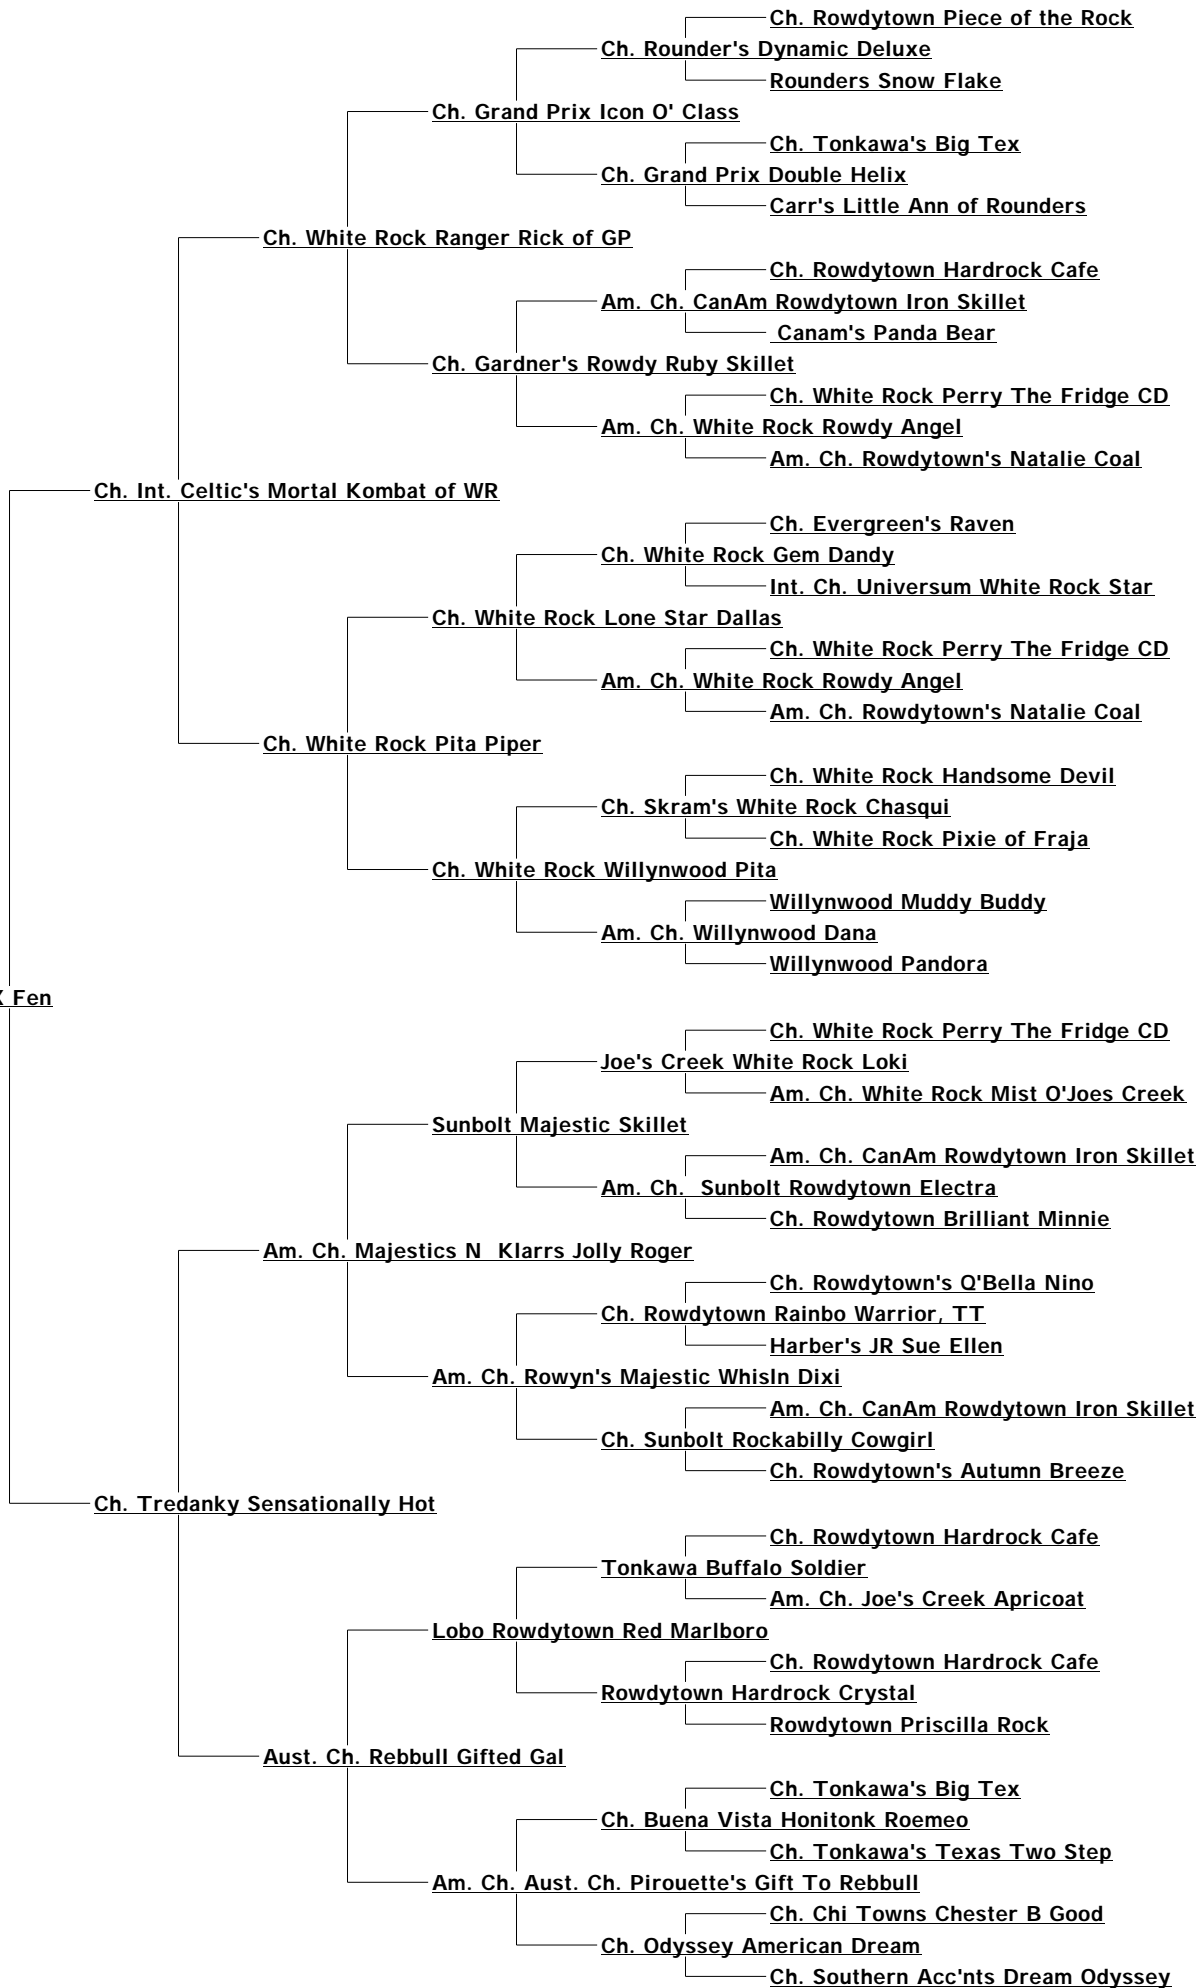 Ch. Rowdytown Piece of the Rock
Ch. Rounder's Dynamic Deluxe
Rounders Snow Flake
Ch. Grand Prix Icon O' Class
Ch. Tonkawa's Big Tex
Ch. Grand Prix Double Helix
Carr's Little Ann of Rounders
Ch. White Rock Ranger Rick of GP
Ch. Rowdytown Hardrock Cafe
Am. Ch. CanAm Rowdytown Iron Skillet
Canam's Panda Bear
Ch. Gardner's Rowdy Ruby Skillet
Ch. White Rock Perry The Fridge CD
Am. Ch. White Rock Rowdy Angel
Am. Ch. Rowdytown's Natalie Coal
Ch. Int. Celtic's Mortal Kombat of WR
Ch. Evergreen's Raven
Ch. White Rock Gem Dandy
Int. Ch. Universum White Rock Star
Ch. White Rock Lone Star Dallas
Ch. White Rock Perry The Fridge CD
Am. Ch. White Rock Rowdy Angel
Am. Ch. Rowdytown's Natalie Coal
Ch. White Rock Pita Piper
Ch. White Rock Handsome Devil
Ch. Skram's White Rock Chasqui
Ch. White Rock Pixie of Fraja
Ch. White Rock Willynwood Pita
Willynwood Muddy Buddy
Am. Ch. Willynwood Dana
Willynwood Pandora
Fen
Ch. White Rock Perry The Fridge CD
Joe's Creek White Rock Loki
Am. Ch. White Rock Mist O'Joes Creek
Sunbolt Majestic Skillet
Am. Ch. CanAm Rowdytown Iron Skillet
Am. Ch. Sunbolt Rowdytown Electra
Ch. Rowdytown Brilliant Minnie
Am. Ch. Majestics N Klarrs Jolly Roger
Ch. Rowdytown's Q'Bella Nino
Ch. Rowdytown Rainbo Warrior, TT
Harber's JR Sue Ellen
Am. Ch. Rowyn's Majestic Whisln Dixi
Am. Ch. CanAm Rowdytown Iron Skillet
Ch. Sunbolt Rockabilly Cowgirl
Ch. Rowdytown's Autumn Breeze
Ch. Tredanky Sensationally Hot
Ch. Rowdytown Hardrock Cafe
Tonkawa Buffalo Soldier
Am. Ch. Joe's Creek Apricoat
Lobo Rowdytown Red Marlboro
Ch. Rowdytown Hardrock Cafe
Rowdytown Hardrock Crystal
Rowdytown Priscilla Rock
Aust. Ch. Rebbull Gifted Gal
Ch. Tonkawa's Big Tex
Ch. Buena Vista Honitonk Roemeo
Ch. Tonkawa's Texas Two Step
Am. Ch. Aust. Ch. Pirouette's Gift To Rebbull
Ch. Chi Towns Chester B Good
Ch. Odyssey American Dream
Ch. Southern Acc'nts Dream Odyssey